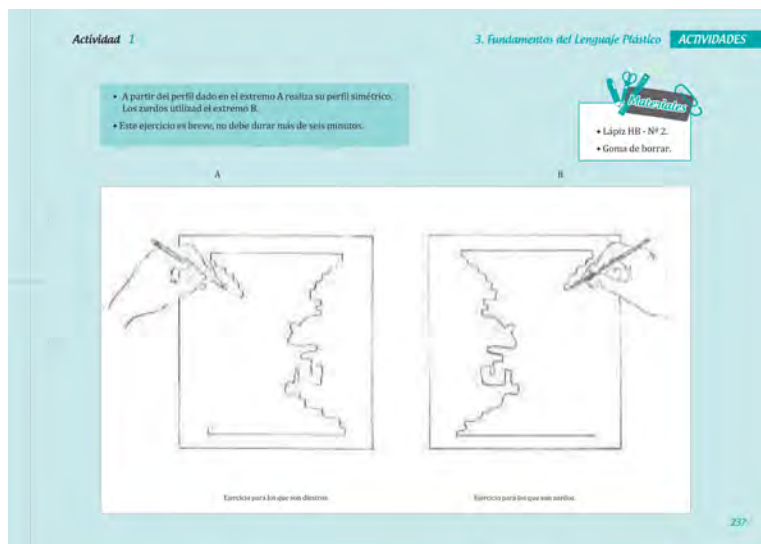 Actividad 1
3. Fundamentos del Lenguaje Plástico ACTIVIDADES
• A partir del perfil dado en el extremo A realiza su perfil simétrico.
Los zurdos utilizad el extremo B.
• Este ejercicio es breve, no debe durar más de seis minutos.
Materiales
• Lápiz HB - Nº 2.
• Goma de borrar.
A B
Ejercicio para los que son diestros. Ejercicio para los que son zurdos.
237